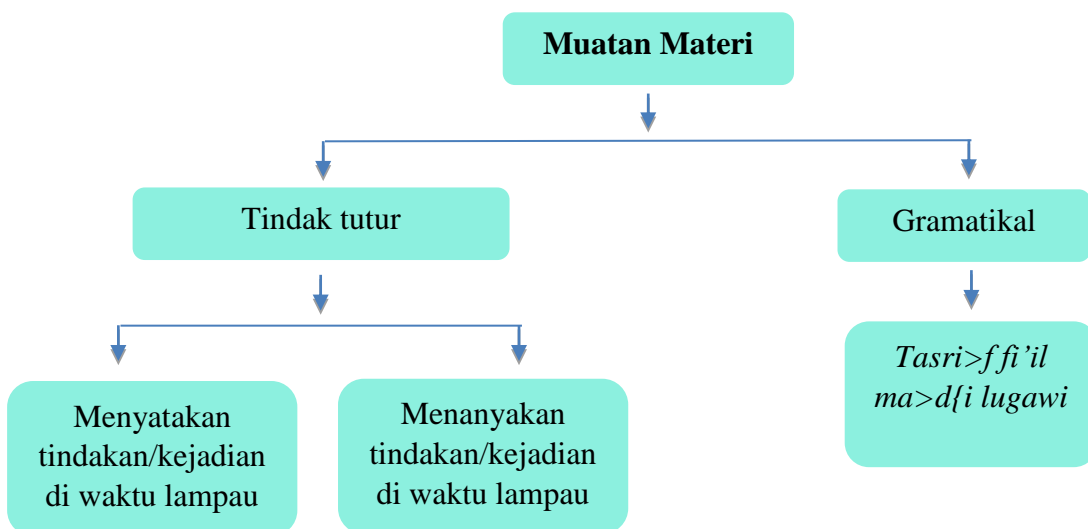 Muatan Materi
Tindak tutur
Gramatikal
Menyatakan
tindakan/kejadian
di waktu lampau
Menanyakan
tindakan/kejadian
di waktu lampau
Tasri>f fi’il
ma>d{i lugawi